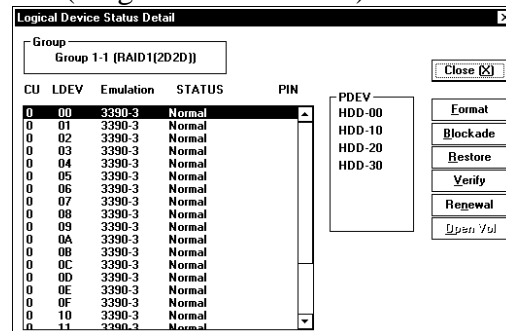 Logical Device Status Detail
Group
Group 1-1 (RAID1(2D2D))
Close (X)
CU LDEV Emulation STATUS PIN
PDEV
0 00 3390-3 Normal
0 01 3390-3 Normal
0 02 3390-3 Normal
0 03 3390-3 Normal
0 04 3390-3 Normal
0 05 3390-3 Normal
0 06 3390-3 Normal
0 07 3390-3 Normal
0 08 3390-3 Normal
0 09 3390-3 Normal
0 0A 3390-3 Normal
0 0B 3390-3 Normal
0 0C 3390-3 Normal
0 0D 3390-3 Normal
0 0E 3390-3 Normal
0 0F 3390-3 Normal
0 10 3390-3 Normal
0 11 3390-3 Normal
HDD-00
HDD-10
HDD-20
HDD-30
Format
Blockade
Restore
Verify
Renewal
Open Vol